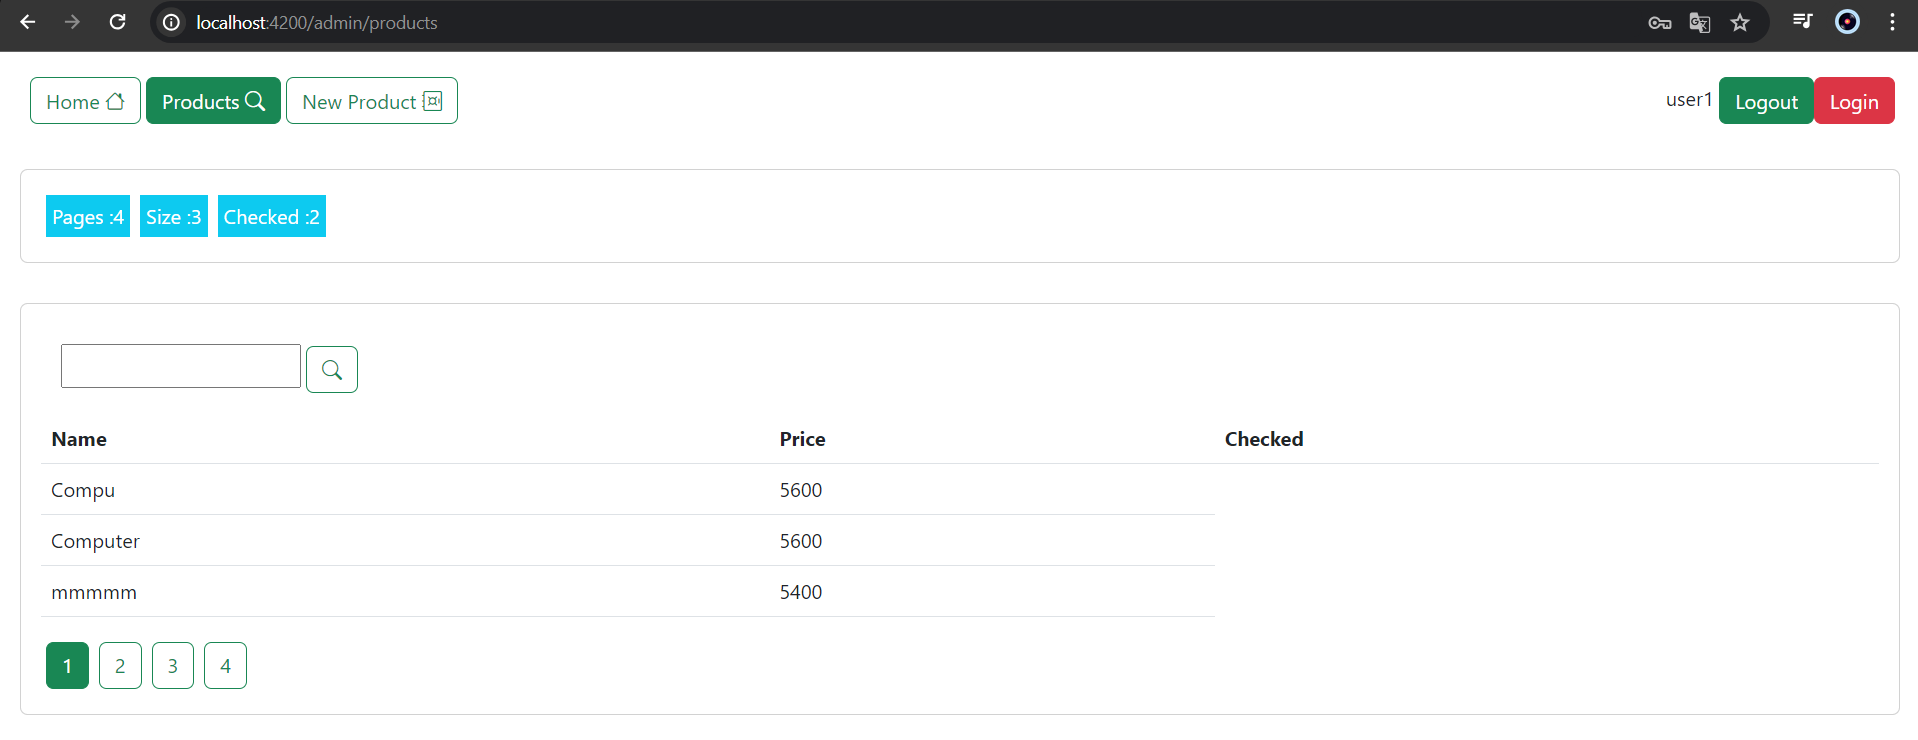 localhost:4200/admin/products
Home Products New Product user1 Logout Login
Pages :4 Size :3 Checked :2
Name Price Checked
Compu 5600
Computer 5600
mmmmm 5400
1 2 3 4